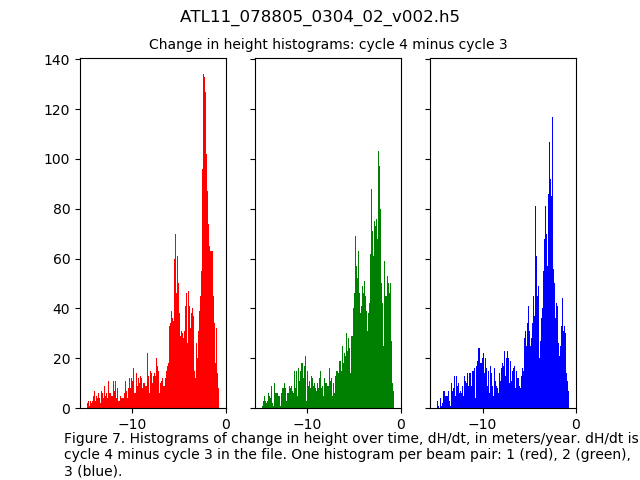 ATL11_078805_0304_02_v002.h5
Change in height histograms: cycle 4 minus cycle 3
140
120
100
80
60
40
20
0
−10 0 −10 0 −10 0
Figure 7. Histograms of change in height over time, dH/dt, in meters/year. dH/dt is
cycle 4 minus cycle 3 in the file. One histogram per beam pair: 1 (red), 2 (green),
3 (blue).